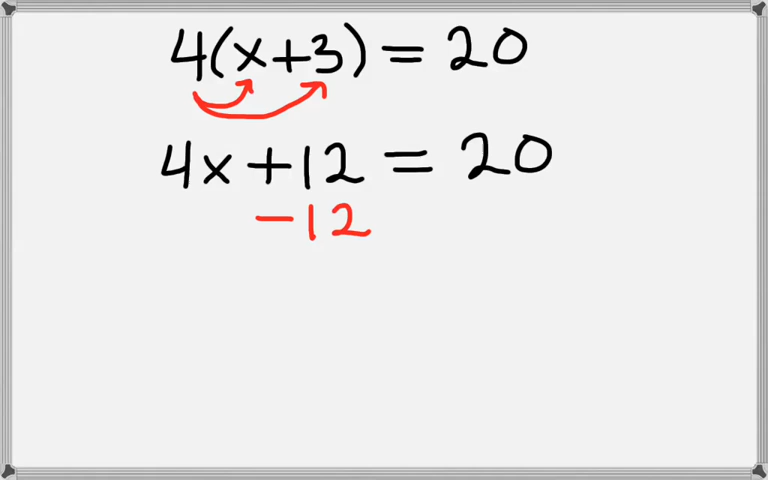 4(x+3) = 20
4x +12 = 20
-12